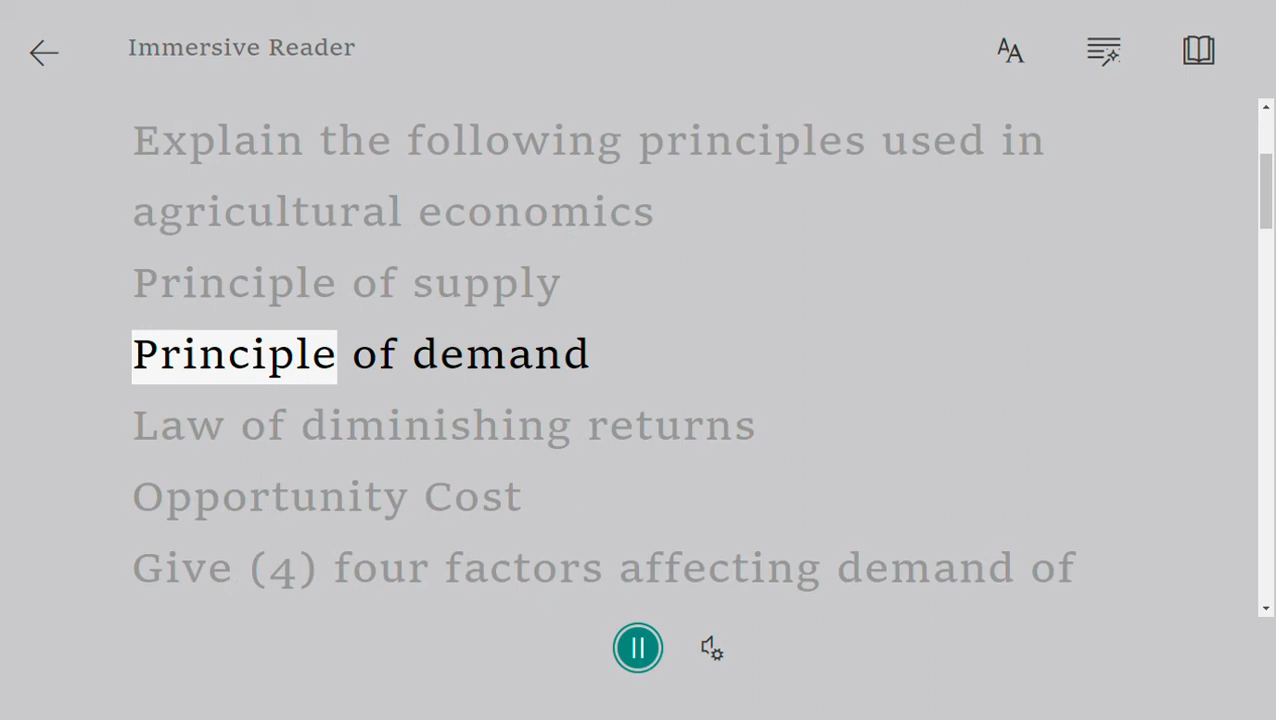 Immersive Reader
Explain the following principles used in
agricultural economics
Principle of supply
Principle of demand
Law of diminishing returns
Opportunity Cost
Give (4) four factors affecting demand of